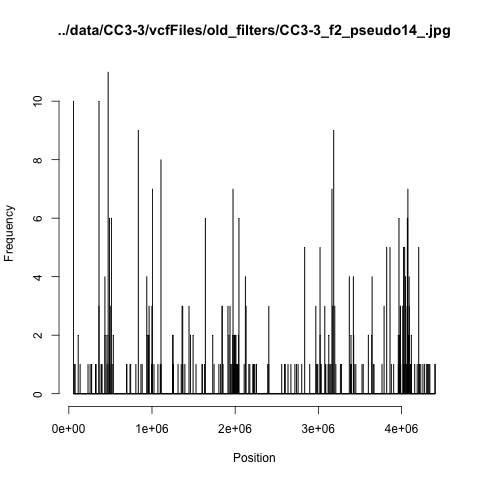 ../data/CC3-3/vcfFiles/old_filters/CC3-3_f2_pseudo14_.jpg
Frequency
10
8
6
4
2
0
0e+00 1e+06 2e+06 3e+06 4e+06
Position